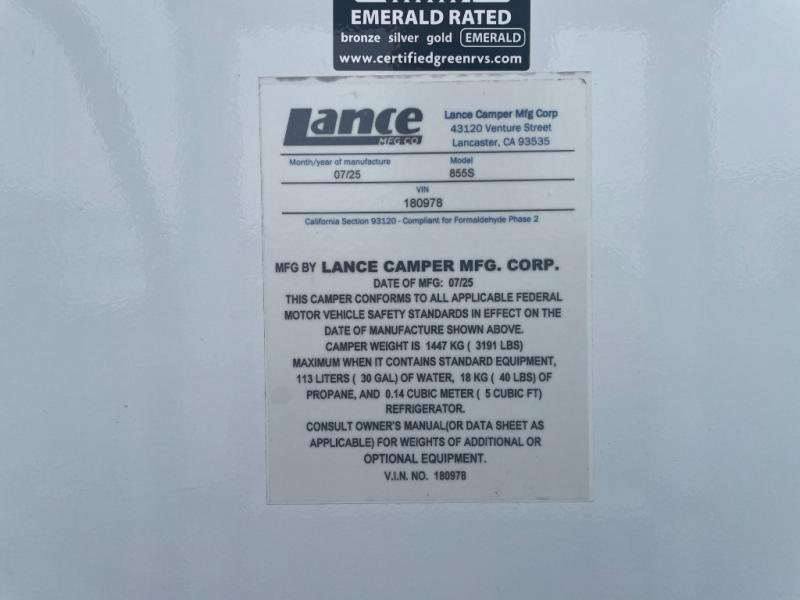 EMERALD RATED
bronze silver gold EMERALD
www.certifiedgreenrvs.com
Lance
MFG CO
Lance Camper Mfg Corp
43120 Venture Street
Lancaster, CA 93535
Month/year of manufacture Model
07/25 855S
VIN
180978
California Section 93120 - Compliant for Formaldehyde Phase 2
MFG BY LANCE CAMPER MFG. CORP.
DATE OF MFG: 07/25
THIS CAMPER CONFORMS TO ALL APPLICABLE FEDERAL
MOTOR VEHICLE SAFETY STANDARDS IN EFFECT ON THE
DATE OF MANUFACTURE SHOWN ABOVE.
CAMPER WEIGHT IS 1447 KG ( 3191 LBS)
MAXIMUM WHEN IT CONTAINS STANDARD EQUIPMENT,
113 LITERS ( 30 GAL) OF WATER, 18 KG ( 40 LBS) OF
PROPANE, AND 0.14 CUBIC METER ( 5 CUBIC FT)
REFRIGERATOR.
CONSULT OWNER'S MANUAL(OR DATA SHEET AS
APPLICABLE) FOR WEIGHTS OF ADDITIONAL OR
OPTIONAL EQUIPMENT.
V.I.N. NO. 180978